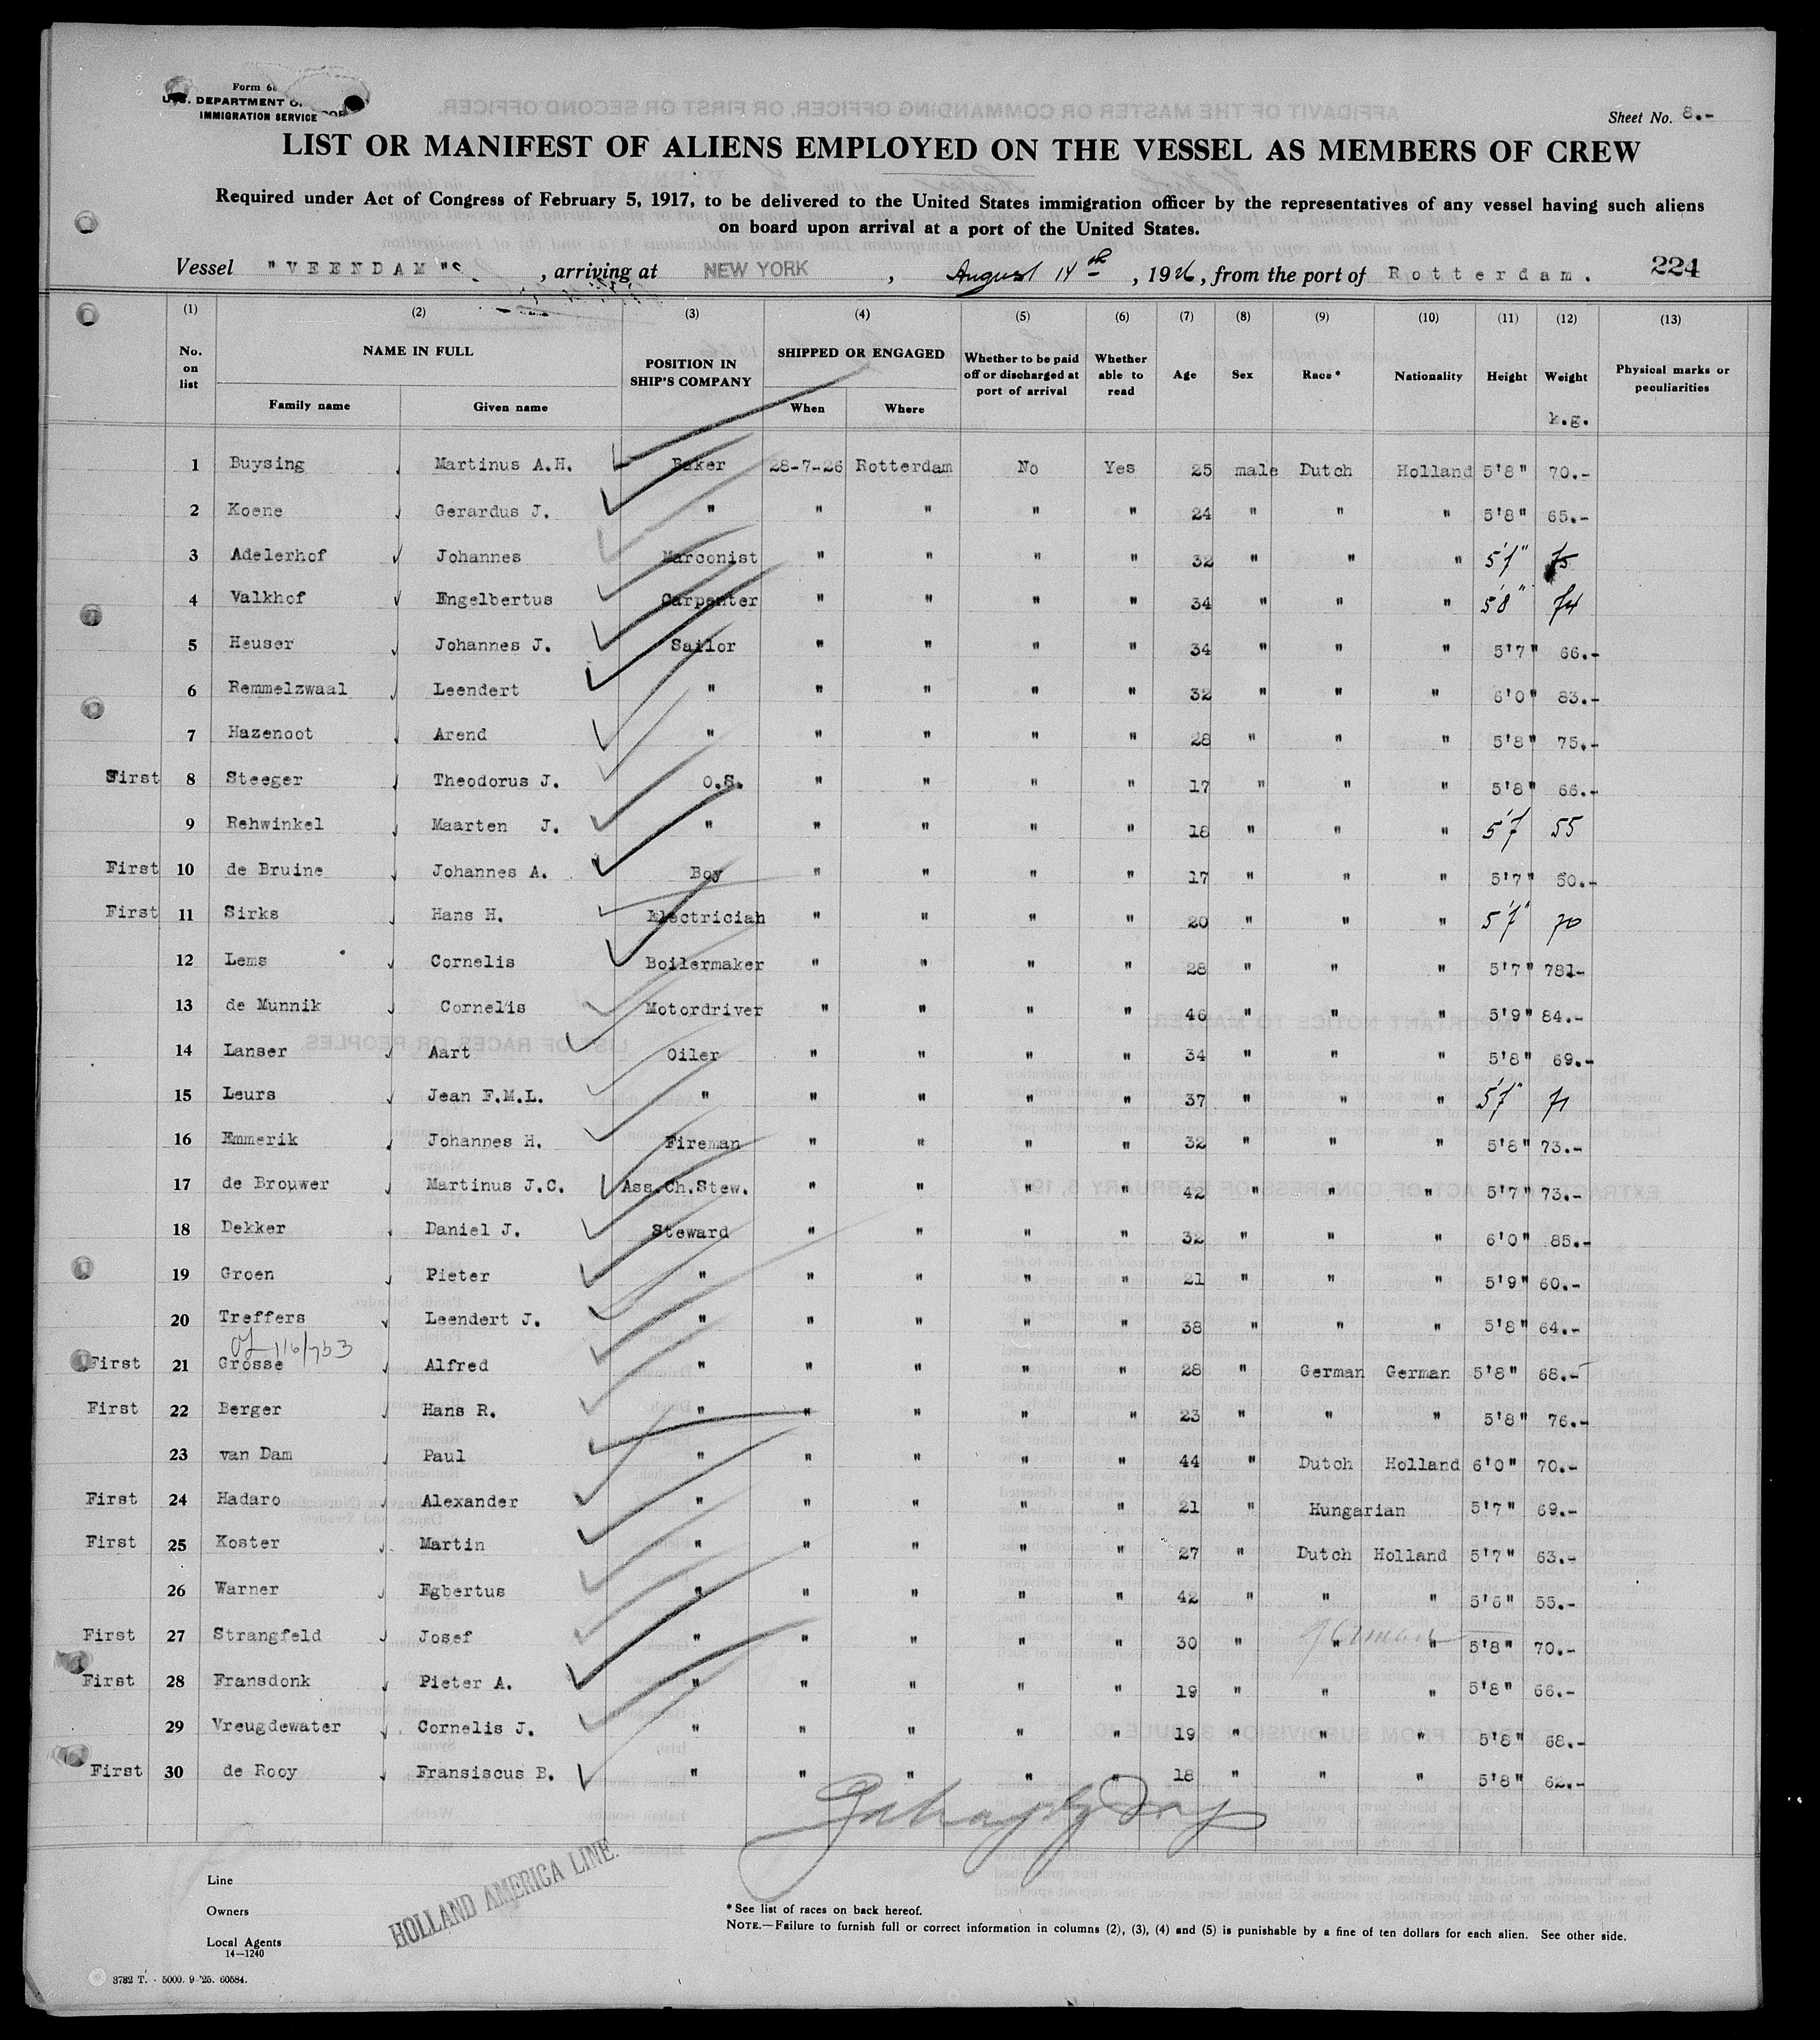 Form 6
U.S. DEPARTMENT O
IMMIGRATION SERVICE
Sheet No. 8.-
LIST OR MANIFEST OF ALIENS EMPLOYED ON THE VESSEL AS MEMBERS OF CREW
Required under Act of Congress of February 5, 1917, to be delivered to the United States immigration officer by the representatives of any vessel having such aliens
on board upon arrival at a port of the United States.
Vessel "VEENDAM" , arriving at NEW YORK , August 14th , 1926, from the port of Rotterdam. 224
(1) (2) (3) (4) (5) (6) (7) (8) (9) (10) (11) (12) (13)
No. on list NAME IN FULL Family name Given name POSITION IN SHIP'S COMPANY SHIPPED OR ENGAGED When Where Whether to be paid off or discharged at port of arrival Whether able to read Age Sex Race* Nationality Height Weight k.g. Physical marks or peculiarities
1 Buysing Martinus A.H. Baker 28-7-26 Rotterdam No Yes 25 male Dutch Holland 5'8" 70.-
2 Koene Gerardus J. " " " " " 24 " " " 5'8" 65.-
3 Adelerhof Johannes Marconist " " " " 32 " " " 5'7" 75
4 Valkhof Engelbertus Carpenter " " " " 34 " " " 5'8" 74
5 Heuser Johannes J. Sailor " " " " 34 " " " 5'7" 66.-
6 Remmelzwaal Leendert " " " " " 32 " " " 6'0" 83.-
7 Hazenoot Arend " " " " " 28 " " " 5'8" 75.-
First 8 Steeger Theodorus J. O.S. " " " " 17 " " " 5'8" 66.-
9 Rehwinkel Maarten J. " " " " " 18 " " " 5'7 55
First 10 de Bruine Johannes A. Boy " " " " 17 " " " 5'7" 50.-
First 11 Sirks Hans H. Electrician " " " " 20 " " " 5'7" 70
12 Lems Cornelis Boilermaker " " " " 28 " " " 5'7" 781-
13 de Munnik Cornelis Motordriver " " " " 46 " " " 5'9" 84.-
14 Lanser Aart Oiler " " " " 34 " " " 5'8" 69.-
15 Leurs Jean F.M.L. " " " " " 37 " " " 5'7" 71
16 Emmerik Johannes H. Fireman " " " " 32 " " " 5'8" 73.-
17 de Brouwer Martinus J.C. Ass.Ch.Stew. " " " " 42 " " " 5'7" 73.-
18 Dekker Daniel J. Steward " " " " 32 " " " 6'0" 85.-
19 Groen Pieter " " " " " 21 " " " 5'9" 60.-
20 Treffers Leendert J. " " " " " 38 " " " 5'8" 64.-
116/753
First 21 Grosse Alfred " " " " " 28 " German German 5'8" 68.-
First 22 Berger Hans R. " " " " " 23 " " " 5'8" 76.-
23 van Dam Paul " " " " " 44 " Dutch Holland 6'0" 70.-
First 24 Hadaro Alexander " " " " " 21 " Hungarian 5'7" 69.-
First 25 Koster Martin " " " " " 27 " Dutch Holland 5'7" 63.-
26 Warner Egbertus " " " " " 42 " " " 5'6" 55.-
First 27 Strangfeld Josef " " " " " 30 " " German " 5'8" 70.-
First 28 Fransdonk Pieter A. " " " " " 19 " " " 5'8" 66.-
29 Vreugdewater Cornelis J. " " " " " 19 " " " 5'8" 68.-
First 30 de Rooy Fransiscus B. " " " " " 18 " " " 5'8" 62.-
Line
Owners
Local Agents
14—1240
HOLLAND AMERICA LINE.
*See list of races on back hereof.
NOTE.—Failure to furnish full or correct information in columns (2), (3), (4) and (5) is punishable by a fine of ten dollars for each alien. See other side.
3782 T. - 5000. 9-'25. 60584.